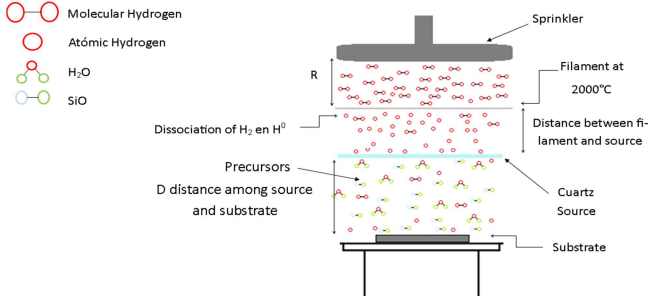 Molecular Hydrogen
Atómic Hydrogen
H₂O
SiO
Sprinkler
R
Filament at
2000°C
Dissociation of H₂ en H⁰
Distance between fi-
lament and source
Precursors
D distance among source
and substrate
Cuartz
Source
Substrate